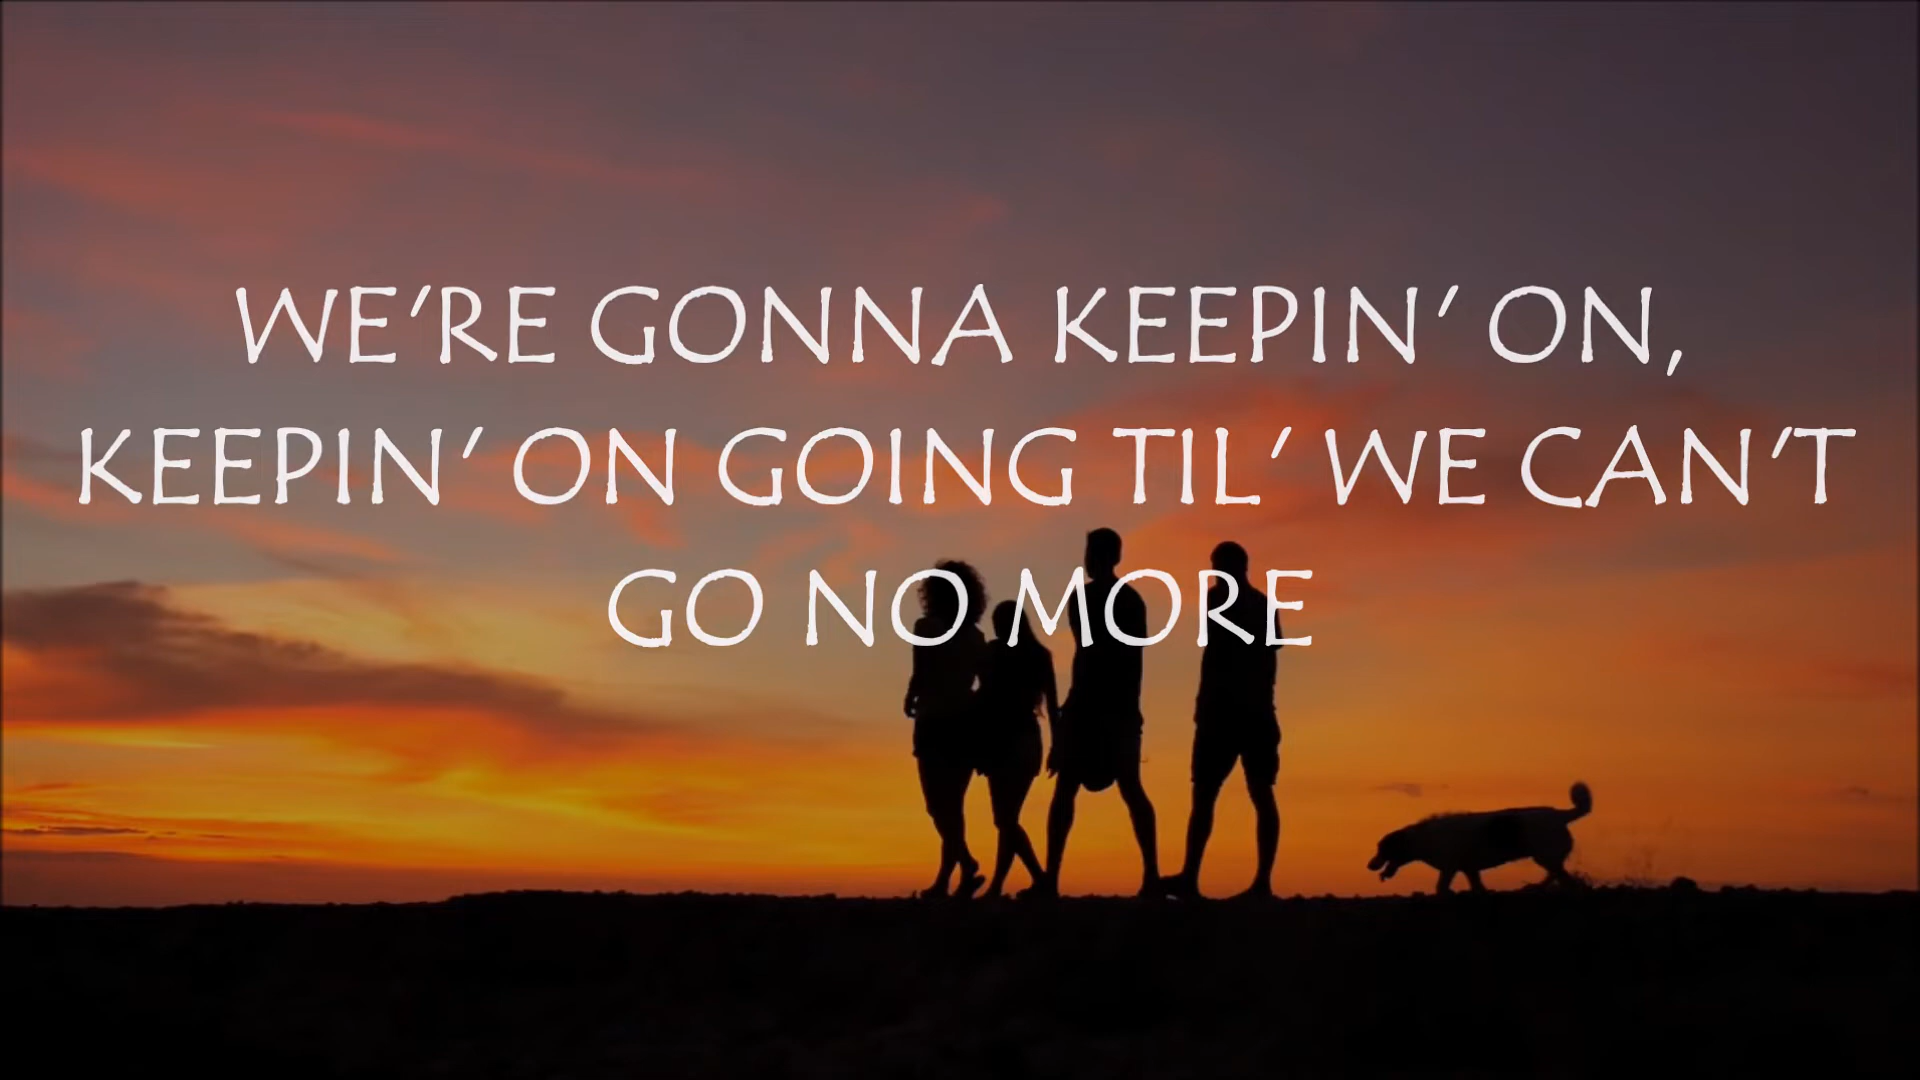 WE'RE GONNA KEEPIN' ON,
KEEPIN' ON GOING TIL' WE CAN'T
GO NO MORE